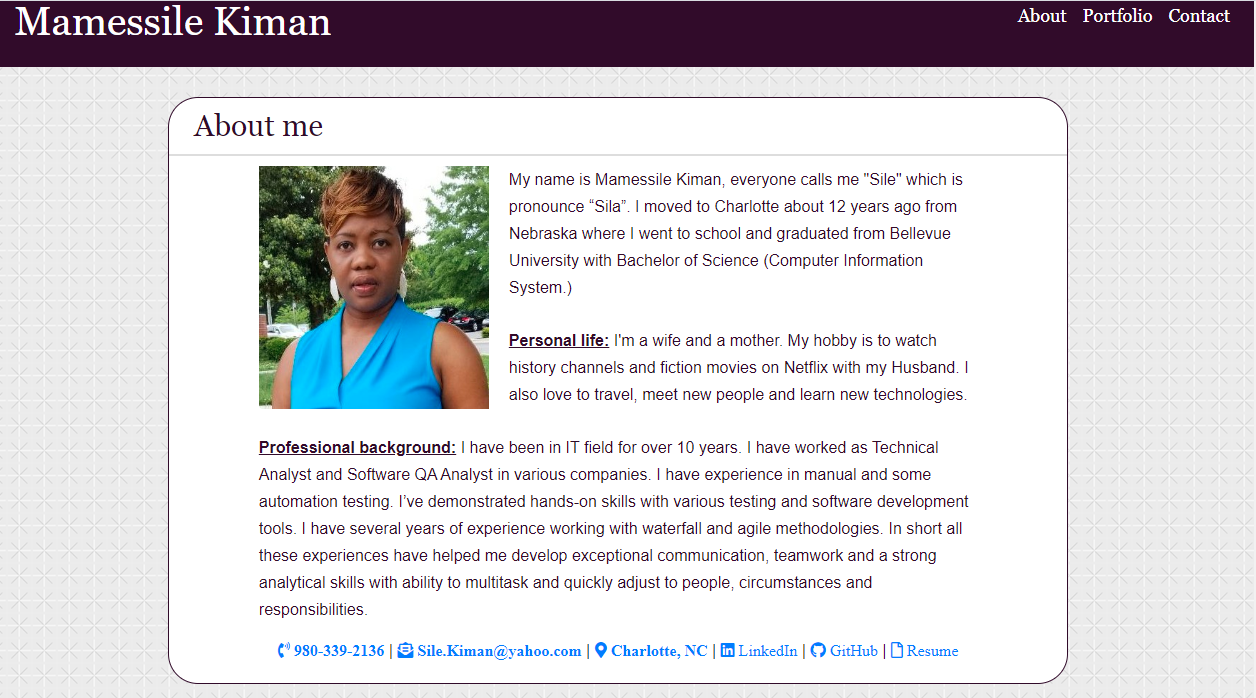 Mamessile Kiman
About Portfolio Contact
About me
My name is Mamessile Kiman, everyone calls me "Sile" which is
pronounce “Sila”. I moved to Charlotte about 12 years ago from
Nebraska where I went to school and graduated from Bellevue
University with Bachelor of Science (Computer Information
System.)
Personal life: I'm a wife and a mother. My hobby is to watch
history channels and fiction movies on Netflix with my Husband. I
also love to travel, meet new people and learn new technologies.
Professional background: I have been in IT field for over 10 years. I have worked as Technical
Analyst and Software QA Analyst in various companies. I have experience in manual and some
automation testing. I’ve demonstrated hands-on skills with various testing and software development
tools. I have several years of experience working with waterfall and agile methodologies. In short all
these experiences have helped me develop exceptional communication, teamwork and a strong
analytical skills with ability to multitask and quickly adjust to people, circumstances and
responsibilities.
980-339-2136 | Sile.Kiman@yahoo.com | Charlotte, NC | LinkedIn | GitHub | Resume